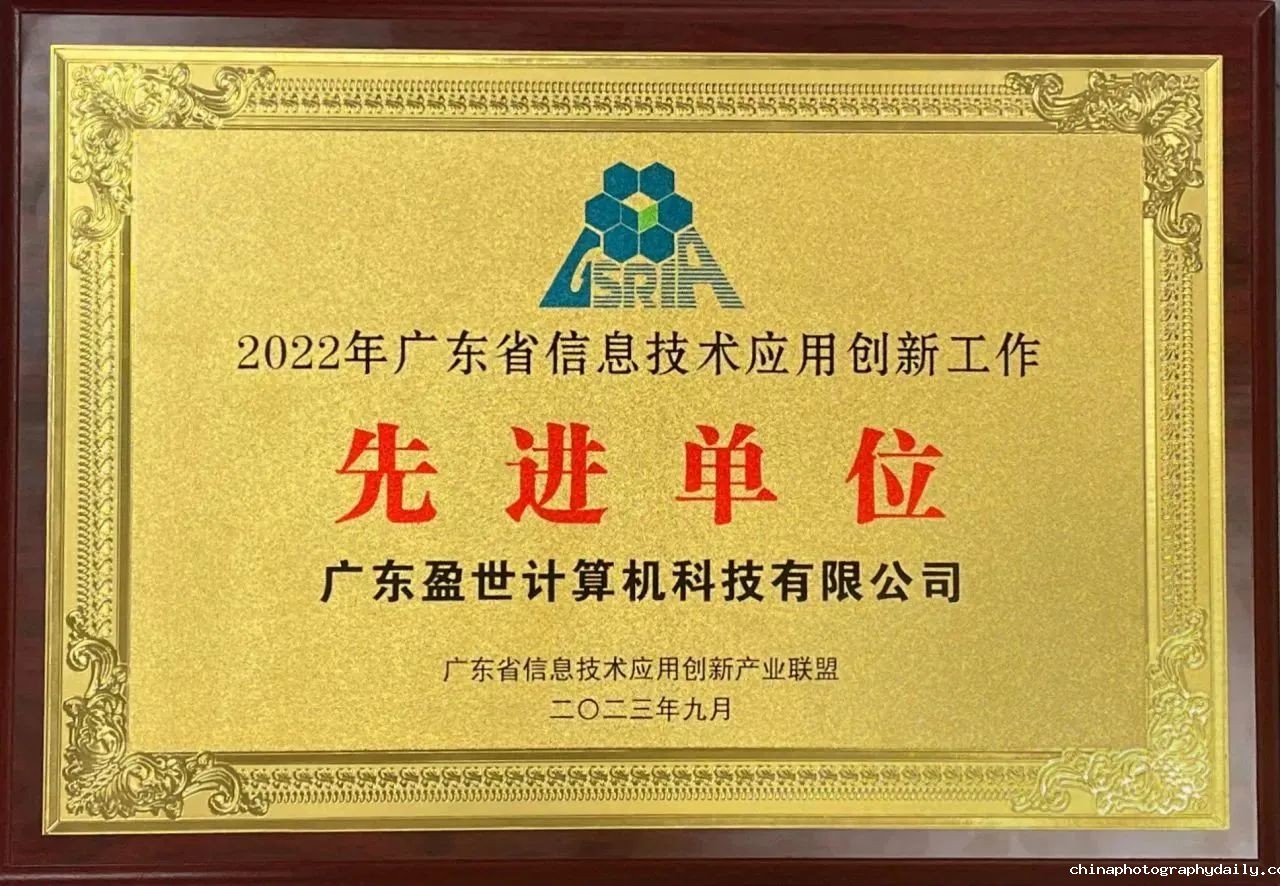 GSRIA
2022年广东省信息技术应用创新工作
先进单位
广东盈世计算机科技有限公司
广东省信息技术应用创新产业联盟
二〇二三年九月
chinaphotographydaily.co